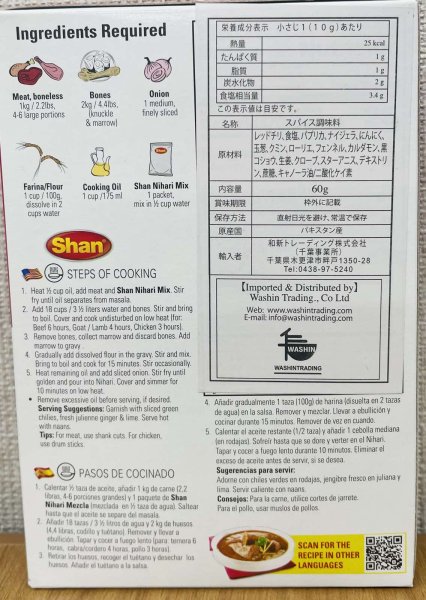 Ingredients Required
Meat, boneless
1kg / 2.2lbs,
4-6 large portions
Bones
2kg / 4.4lbs,
(knuckle
& marrow)
Onion
1 medium,
finely sliced
Farina/Flour
1 cup / 100g,
dissolve in 2
cups water
Cooking Oil
1 cup /175 ml
Shan Nihari Mix
1 packet,
mix in ½ cup water
Shan
STEPS OF COOKING
1. Heat ½ cup oil, add meat and Shan Nihari Mix. Stir
fry until oil separates from masala.
2. Add 18 cups / 3 ½ liters water and bones. Stir and bring
to boil. Cover and cook undisturbed on low heat (for:
Beef 6 hours, Goat / Lamb 4 hours, Chicken 3 hours).
3. Remove bones, collect marrow and discard bones. Add
marrow to gravy.
4. Gradually add dissolved flour in the gravy. Stir and mix.
Bring to boil and cook for 15 minutes. Stir occasionally.
5. Heat remaining oil and add sliced onion. Stir fry until
golden and pour into Nihari. Cover and simmer for
10 minutes on low heat.
• Remove excessive oil before serving, if desired.
Serving Suggestions: Garnish with sliced green
chilies, fresh julienne ginger & lime. Serve hot
with naans.
Tips: For meat, use shank cuts. For chicken,
use drum sticks.
PASOS DE COCINADO
1. Calentar ½ taza de aceite, añadir 1 kg de carne (2,2
libras, 4-6 porciones grandes) y 1 paquete de Shan
Nihari Mezcla (mezclada en ½ taza de agua). Saltear
hasta que el aceite se separe del masala.
2. Añadir 18 tazas / 3 ½ litros de agua y 2 kg de huesos
(4,4 libras, codillo y tuétano). Remover y llevar a
ebullición. Tapar y cocer a fuego lento (para: ternera 6
horas, cabra/cordero 4 horas, pollo 3 horas).
3. Retirar los huesos, recoger el tuétano y desechar los
huesos. Añadir el tuétano a la salsa.
栄養成分表示 小さじ1(10g)あたり
熱量 25 kcal
たんぱく質 1 g
脂質 1 g
炭水化物 2 g
食塩相当量 3.4 g
この表示値は目安です。
名称 スパイス調味料
原材料 レッドチリ、食塩、パプリカ、ナイジェラ、にんにく、
玉葱、クミン、ローリエ、フェンネル、カルダモン、黒
コショウ、生姜、クローブ、スターアニス、デキストリ
ン、蔗糖、キャノーラ油/二酸化ケイ素
内容量 60g
賞味期限 枠外に記載
保存方法 直射日光を避け、常温で保存
原産国 パキスタン産
輸入者 和新トレーディング株式会社
(千葉事業所)
千葉県木更津市畔戸1350-28
Tel:0438-97-5240
【Imported & Distributed by】
Washin Trading., Co Ltd
Web: www.washintrading.com
E-mail: info@washintrading.com
WASHIN
WASHINTRADING
4. Añadir gradualmente 1 taza (100g) de harina (disuelta en 2 tazas
de agua) en la salsa. Remover y mezclar. Llevar a ebullición y
cocinar durante 15 minutos. Remover de vez en cuando.
5. Calentar el aceite restante (1/2 taza) y añadir 1 cebolla mediana
(en rodajas). Sofreír hasta que se dore y verter en el Nihari.
Tapar y cocer a fuego lento durante 10 minutos. Eliminar el
exceso de aceite antes de servir, si se desea.
Sugerencias para servir:
Adorne con chiles verdes en rodajas, jengibre fresco en juliana y
lima. Servir caliente con naans.
Consejos: Para la carne, utilice cortes de jarrete.
Para el pollo, usar muslos de pollos.
SCAN FOR THE
RECIPE IN OTHER
LANGUAGES